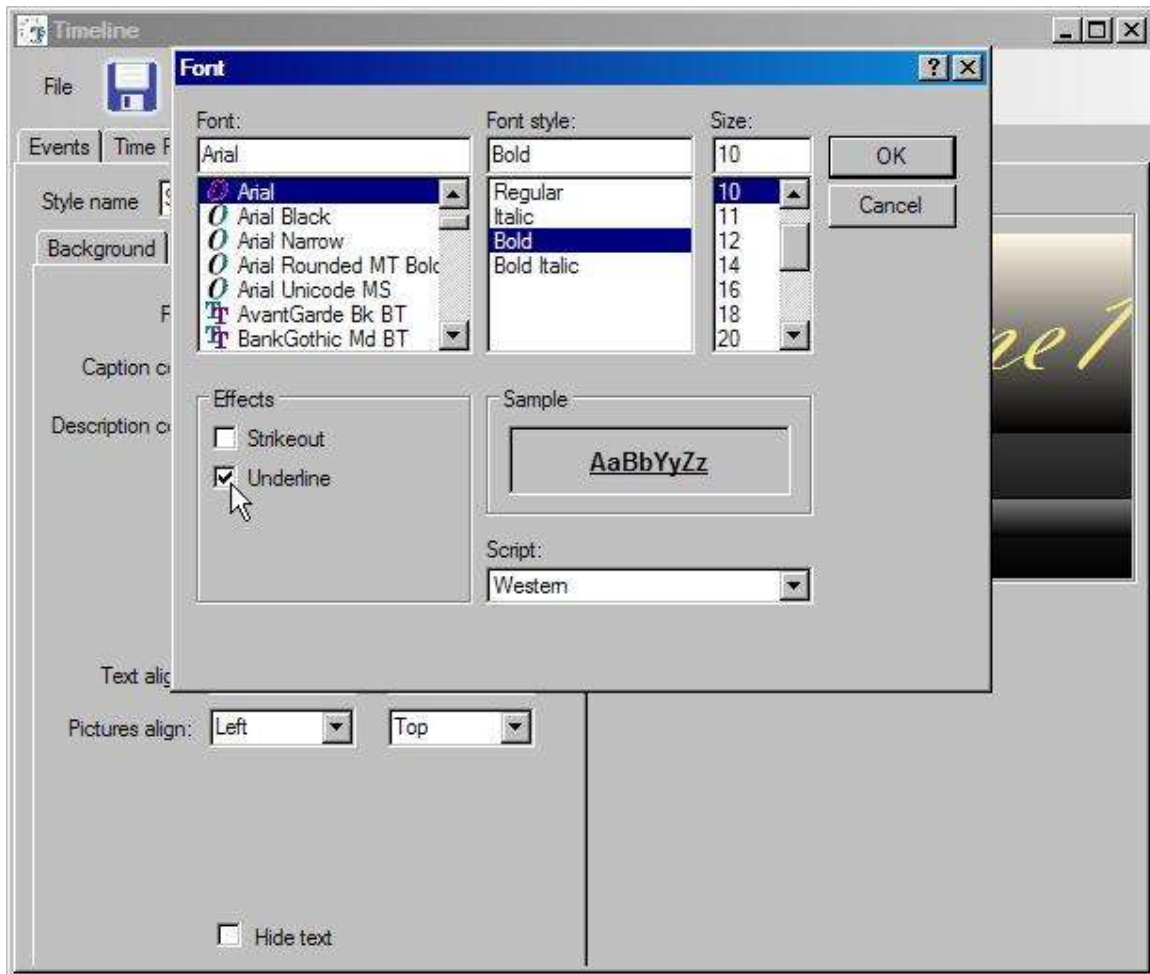 Timeline
File
Font
Font:
Font style:
Size:
Arial
Bold
10
OK
Cancel
Arial
Arial Black
Arial Narrow
Arial Rounded MT Bold
Arial Unicode MS
AvantGarde Bk BT
BankGothic Md BT
Regular
Italic
Bold
Bold Italic
10
11
12
14
16
18
20
Events
Time
Style name
Background
Caption
Description
Effects
Strikeout
Underline
Sample
AaBbYyZz
Script:
Western
ne1
Text
Pictures align:
Left
Top
Hide text